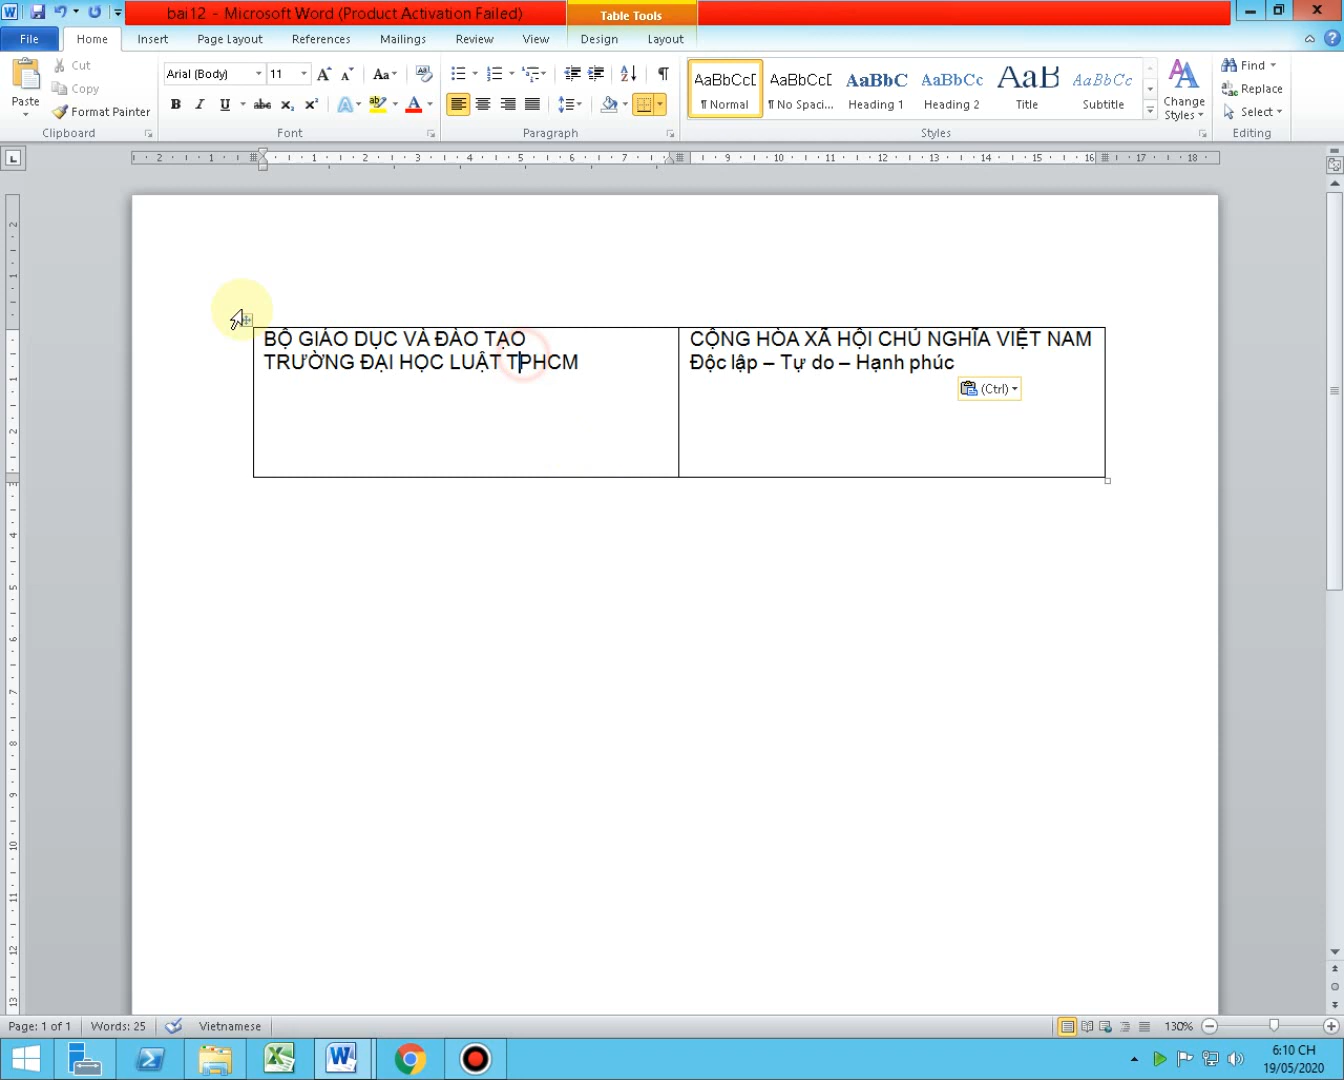 bai12 - Microsoft Word (Product Activation Failed)
Table Tools
File
Home
Insert
Page Layout
References
Mailings
Review
View
Design
Layout
Paste
Cut
Copy
Format Painter
Clipboard
Arial (Body)
11
Font
Paragraph
AaBbCcD
¶ Normal
AaBbCcD
¶ No Spaci...
AaBbC
Heading 1
AaBbCc
Heading 2
AaB
Title
AaBbCc
Subtitle
Change Styles
Styles
Find
Replace
Select
Editing
BỘ GIÁO DỤC VÀ ĐÀO TẠO
TRƯỜNG ĐẠI HỌC LUẬT TPHCM
CỘNG HÒA XÃ HỘI CHỦ NGHĨA VIỆT NAM
Độc lập – Tự do – Hạnh phúc
(Ctrl)
Page: 1 of 1
Words: 25
Vietnamese
130%
6:10 CH
19/05/2020